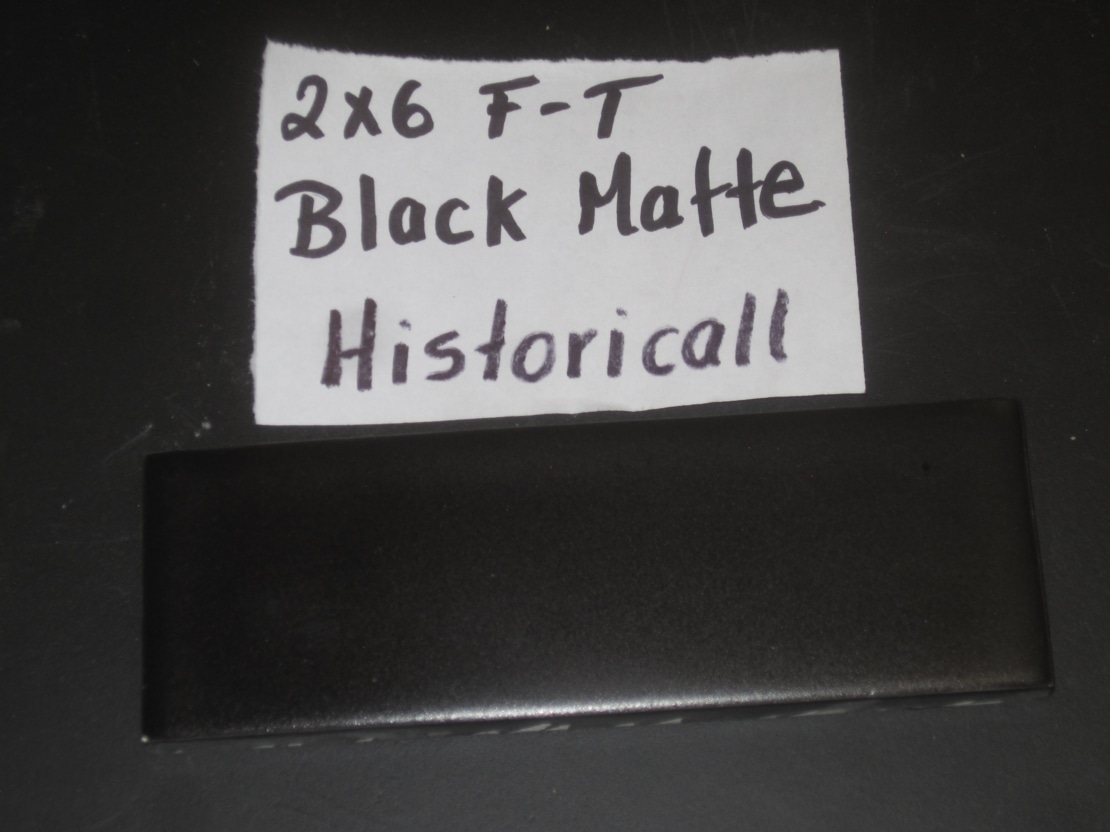 2x6 F-T
Black Matte
Historicall